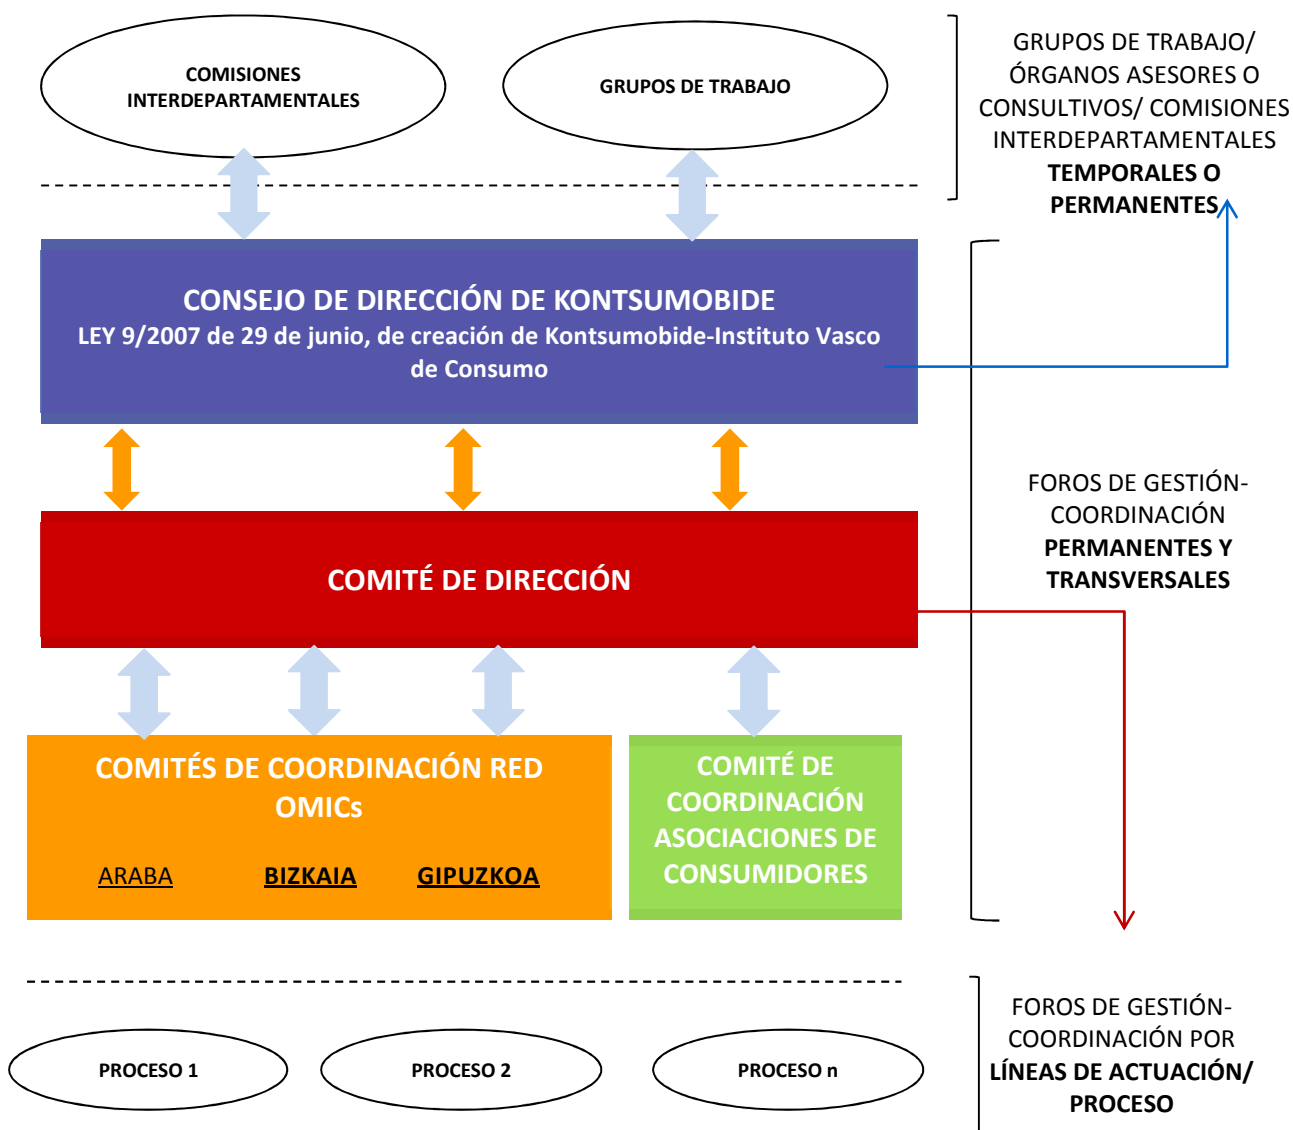 COMISIONES
INTERDEPARTAMENTALES
GRUPOS DE TRABAJO
GRUPOS DE TRABAJO/
ÓRGANOS ASESORES O
CONSULTIVOS/ COMISIONES
INTERDEPARTAMENTALES
TEMPORALES O
PERMANENTES
CONSEJO DE DIRECCIÓN DE KONTSUMOBIDE
LEY 9/2007 de 29 de junio, de creación de Kontsumobide-Instituto Vasco
de Consumo
FOROS DE GESTIÓN-
COORDINACIÓN
PERMANENTES Y
TRANSVERSALES
COMITÉ DE DIRECCIÓN
COMITÉS DE COORDINACIÓN RED
OMICs
ARABA BIZKAIA GIPUZKOA
COMITÉ DE
COORDINACIÓN
ASOCIACIONES DE
CONSUMIDORES
PROCESO 1
PROCESO 2
PROCESO n
FOROS DE GESTIÓN-
COORDINACIÓN POR
LÍNEAS DE ACTUACIÓN/
PROCESO